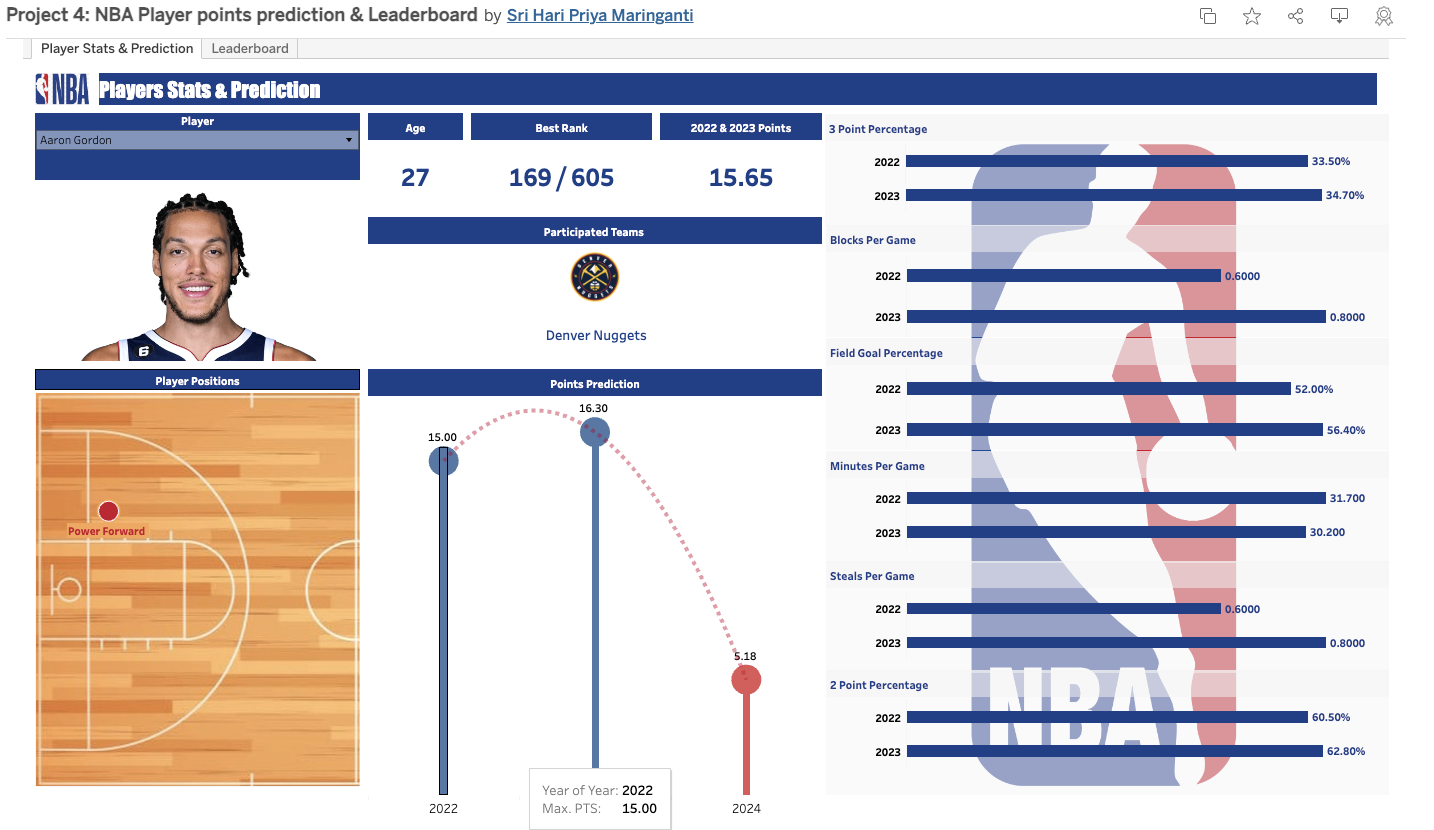 Project 4: NBA Player points prediction & Leaderboard by Sri Hari Priya Maringanti
Player Stats & Prediction
Leaderboard
NBA
Players Stats & Prediction
Player
Aaron Gordon
Age
27
Best Rank
169 / 605
2022 & 2023 Points
15.65
Participated Teams
DENVER
NUGGETS
Denver Nuggets
6
Player Positions
Power Forward
Points Prediction
15.00
16.30
5.18
2022
2024
Year of Year: 2022
Max. PTS: 15.00
3 Point Percentage
2022 33.50%
2023 34.70%
Blocks Per Game
2022 0.6000
2023 0.8000
Field Goal Percentage
2022 52.00%
2023 56.40%
Minutes Per Game
2022 31.700
2023 30.200
Steals Per Game
2022 0.6000
2023 0.8000
2 Point Percentage
2022 60.50%
2023 62.80%
NBA